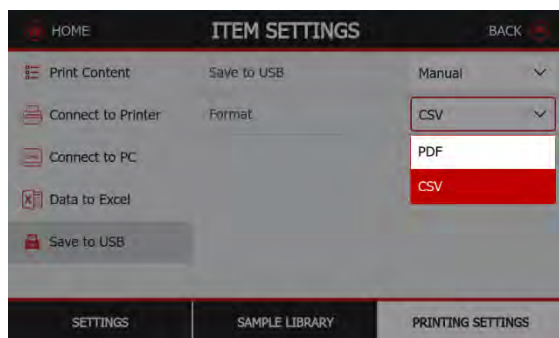 HOME
ITEM SETTINGS
BACK
Print Content
Save to USB
Manual
Connect to Printer
Format
CSV
Connect to PC
PDF
Data to Excel
CSV
Save to USB
SETTINGS
SAMPLE LIBRARY
PRINTING SETTINGS